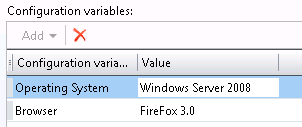 Configuration variables:
Add
Configuration varia... Value
Operating System Windows Server 2008
Browser FireFox 3.0